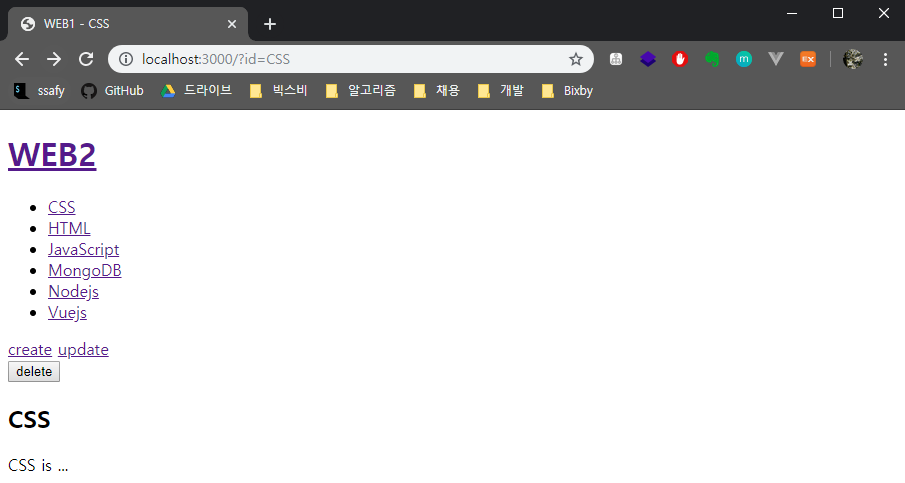 WEB1 - CSS
localhost:3000/?id=CSS
ssafy GitHub 드라이브 빅스비 알고리즘 채용 개발 Bixby
WEB2
CSS
HTML
JavaScript
MongoDB
Nodejs
Vuejs
create update
delete
CSS
CSS is ...